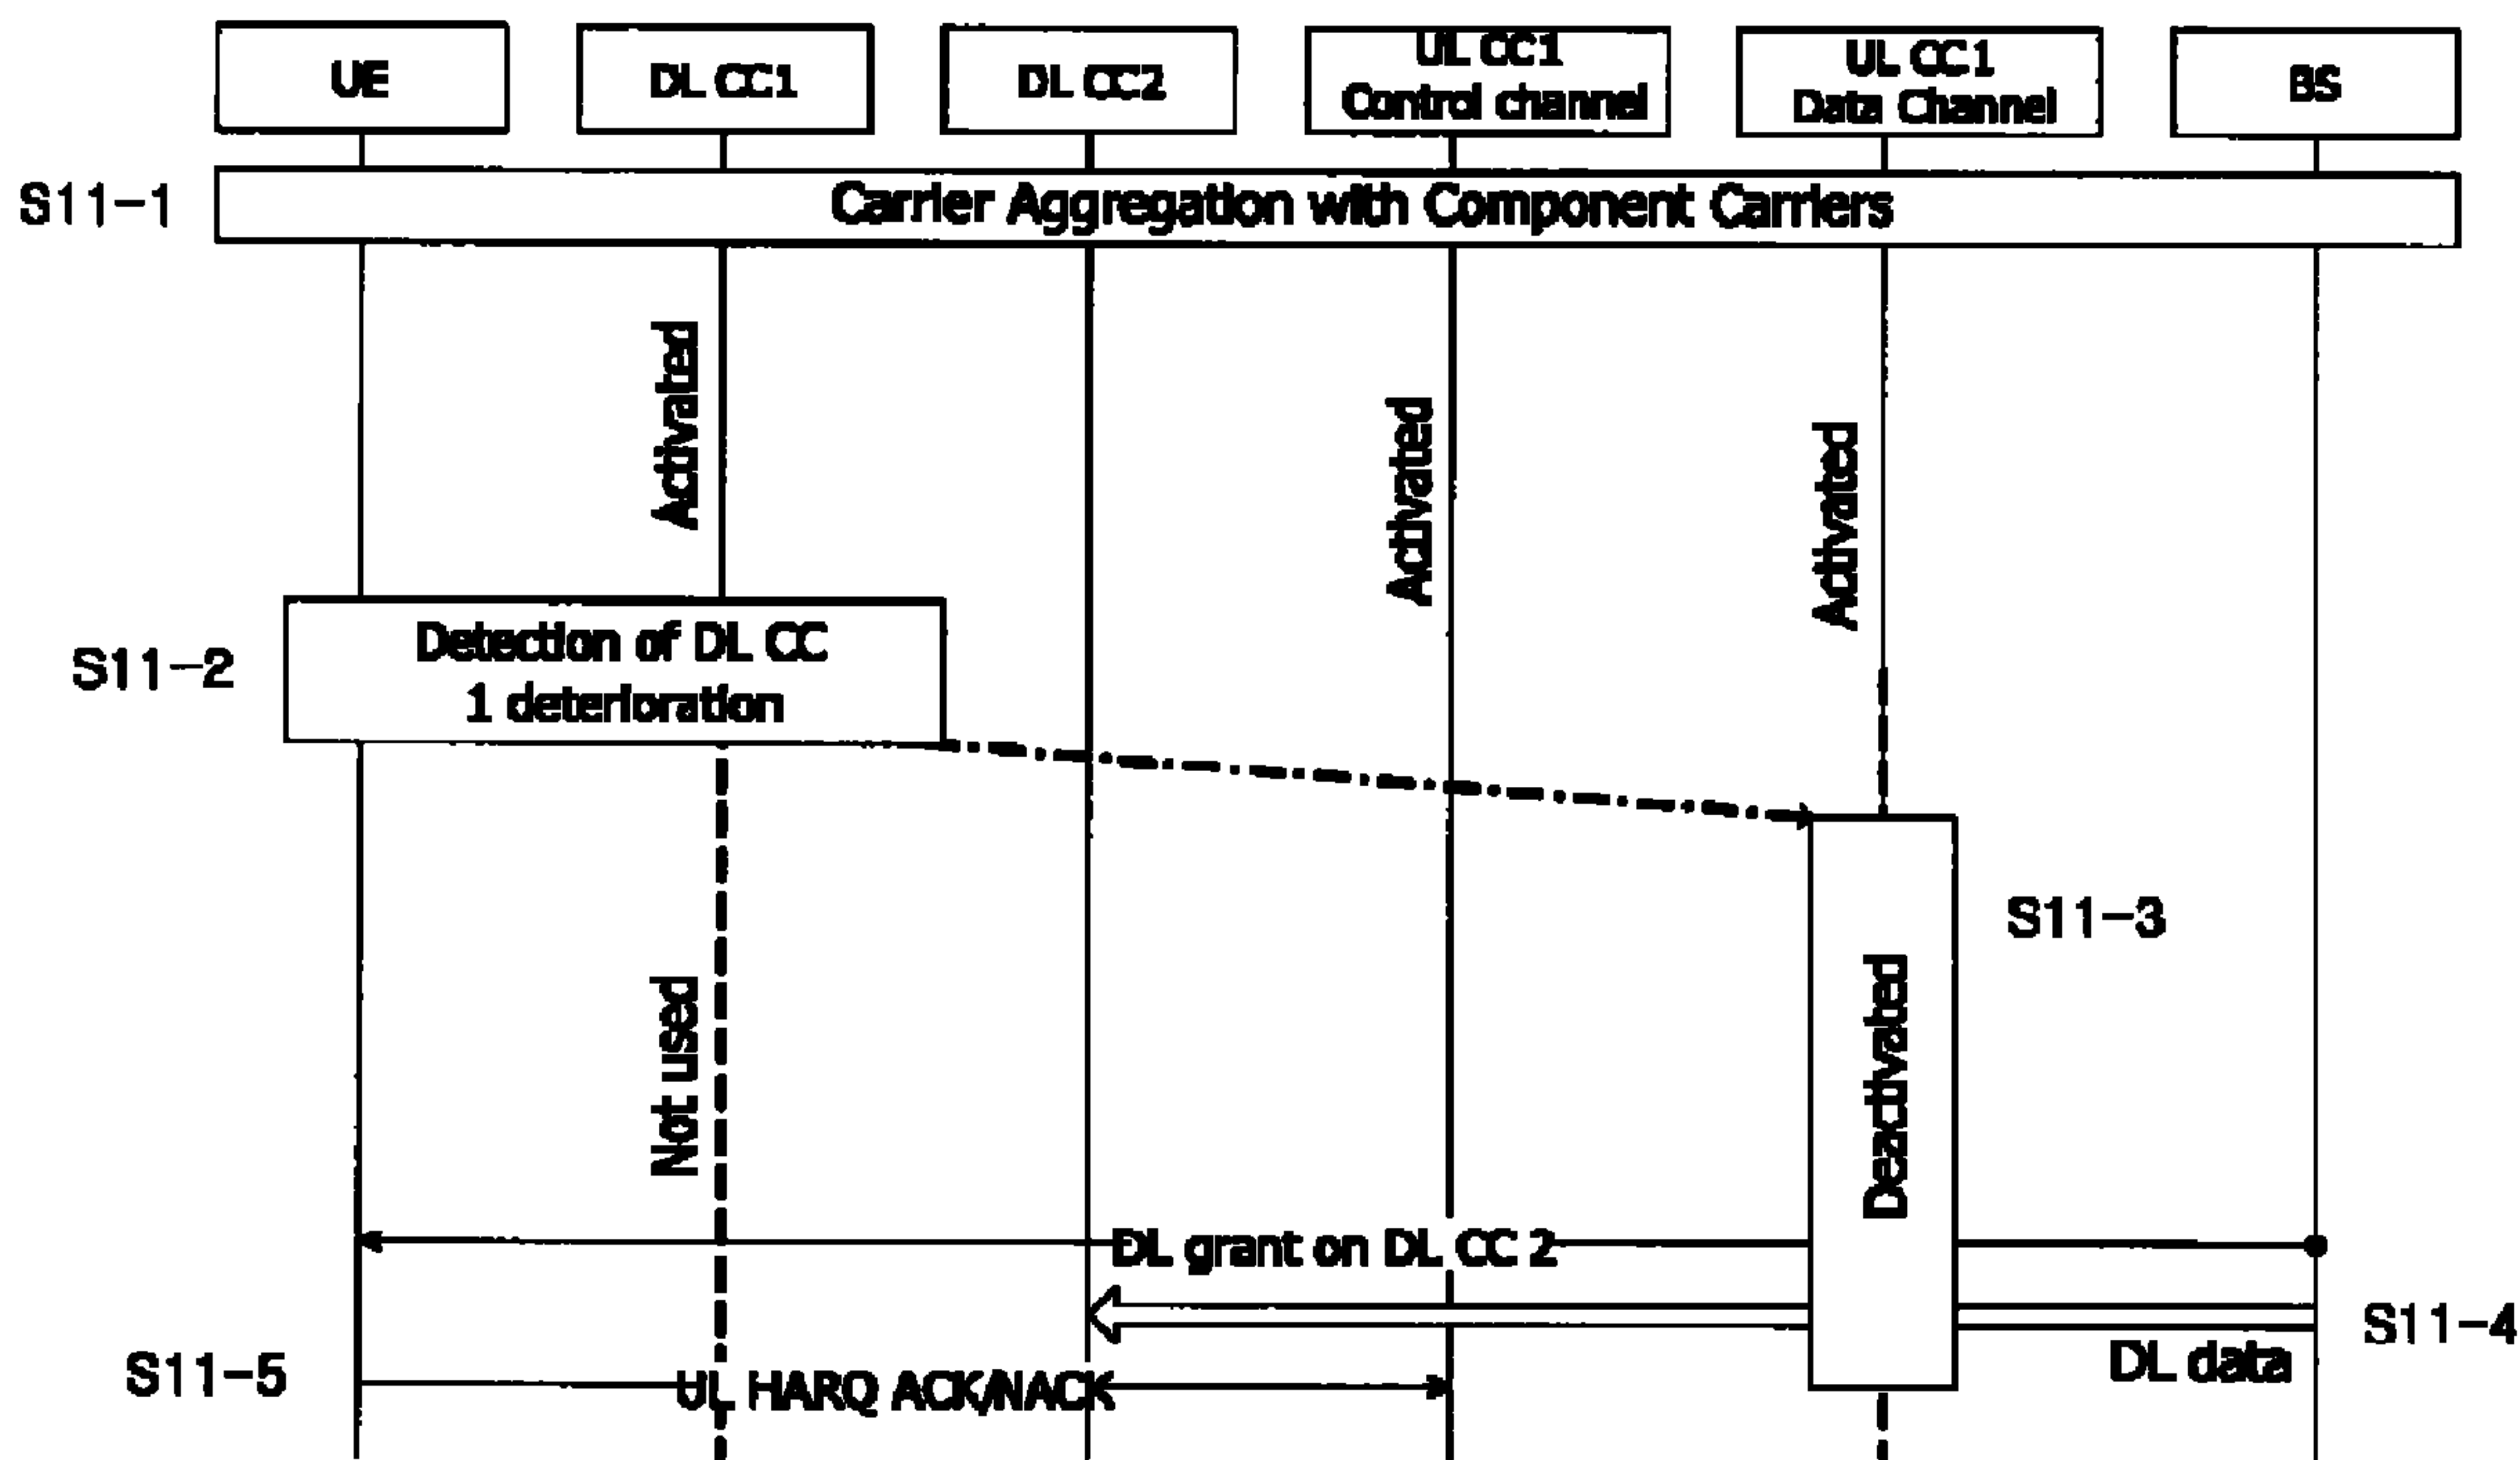 UE
DL CC1
DL CC2
UL CC1
Control channel
UL CC1
Data Channel
BS
S11-1
Carrier Aggregation with Component Carriers
Activated
Activated
Activated
S11-2
Detection of DL CC
1 deterioration
S11-3
Not used
Deactivated
DL grant on DL CC 2
S11-4
DL data
S11-5
UL HARQ ACK/NACK